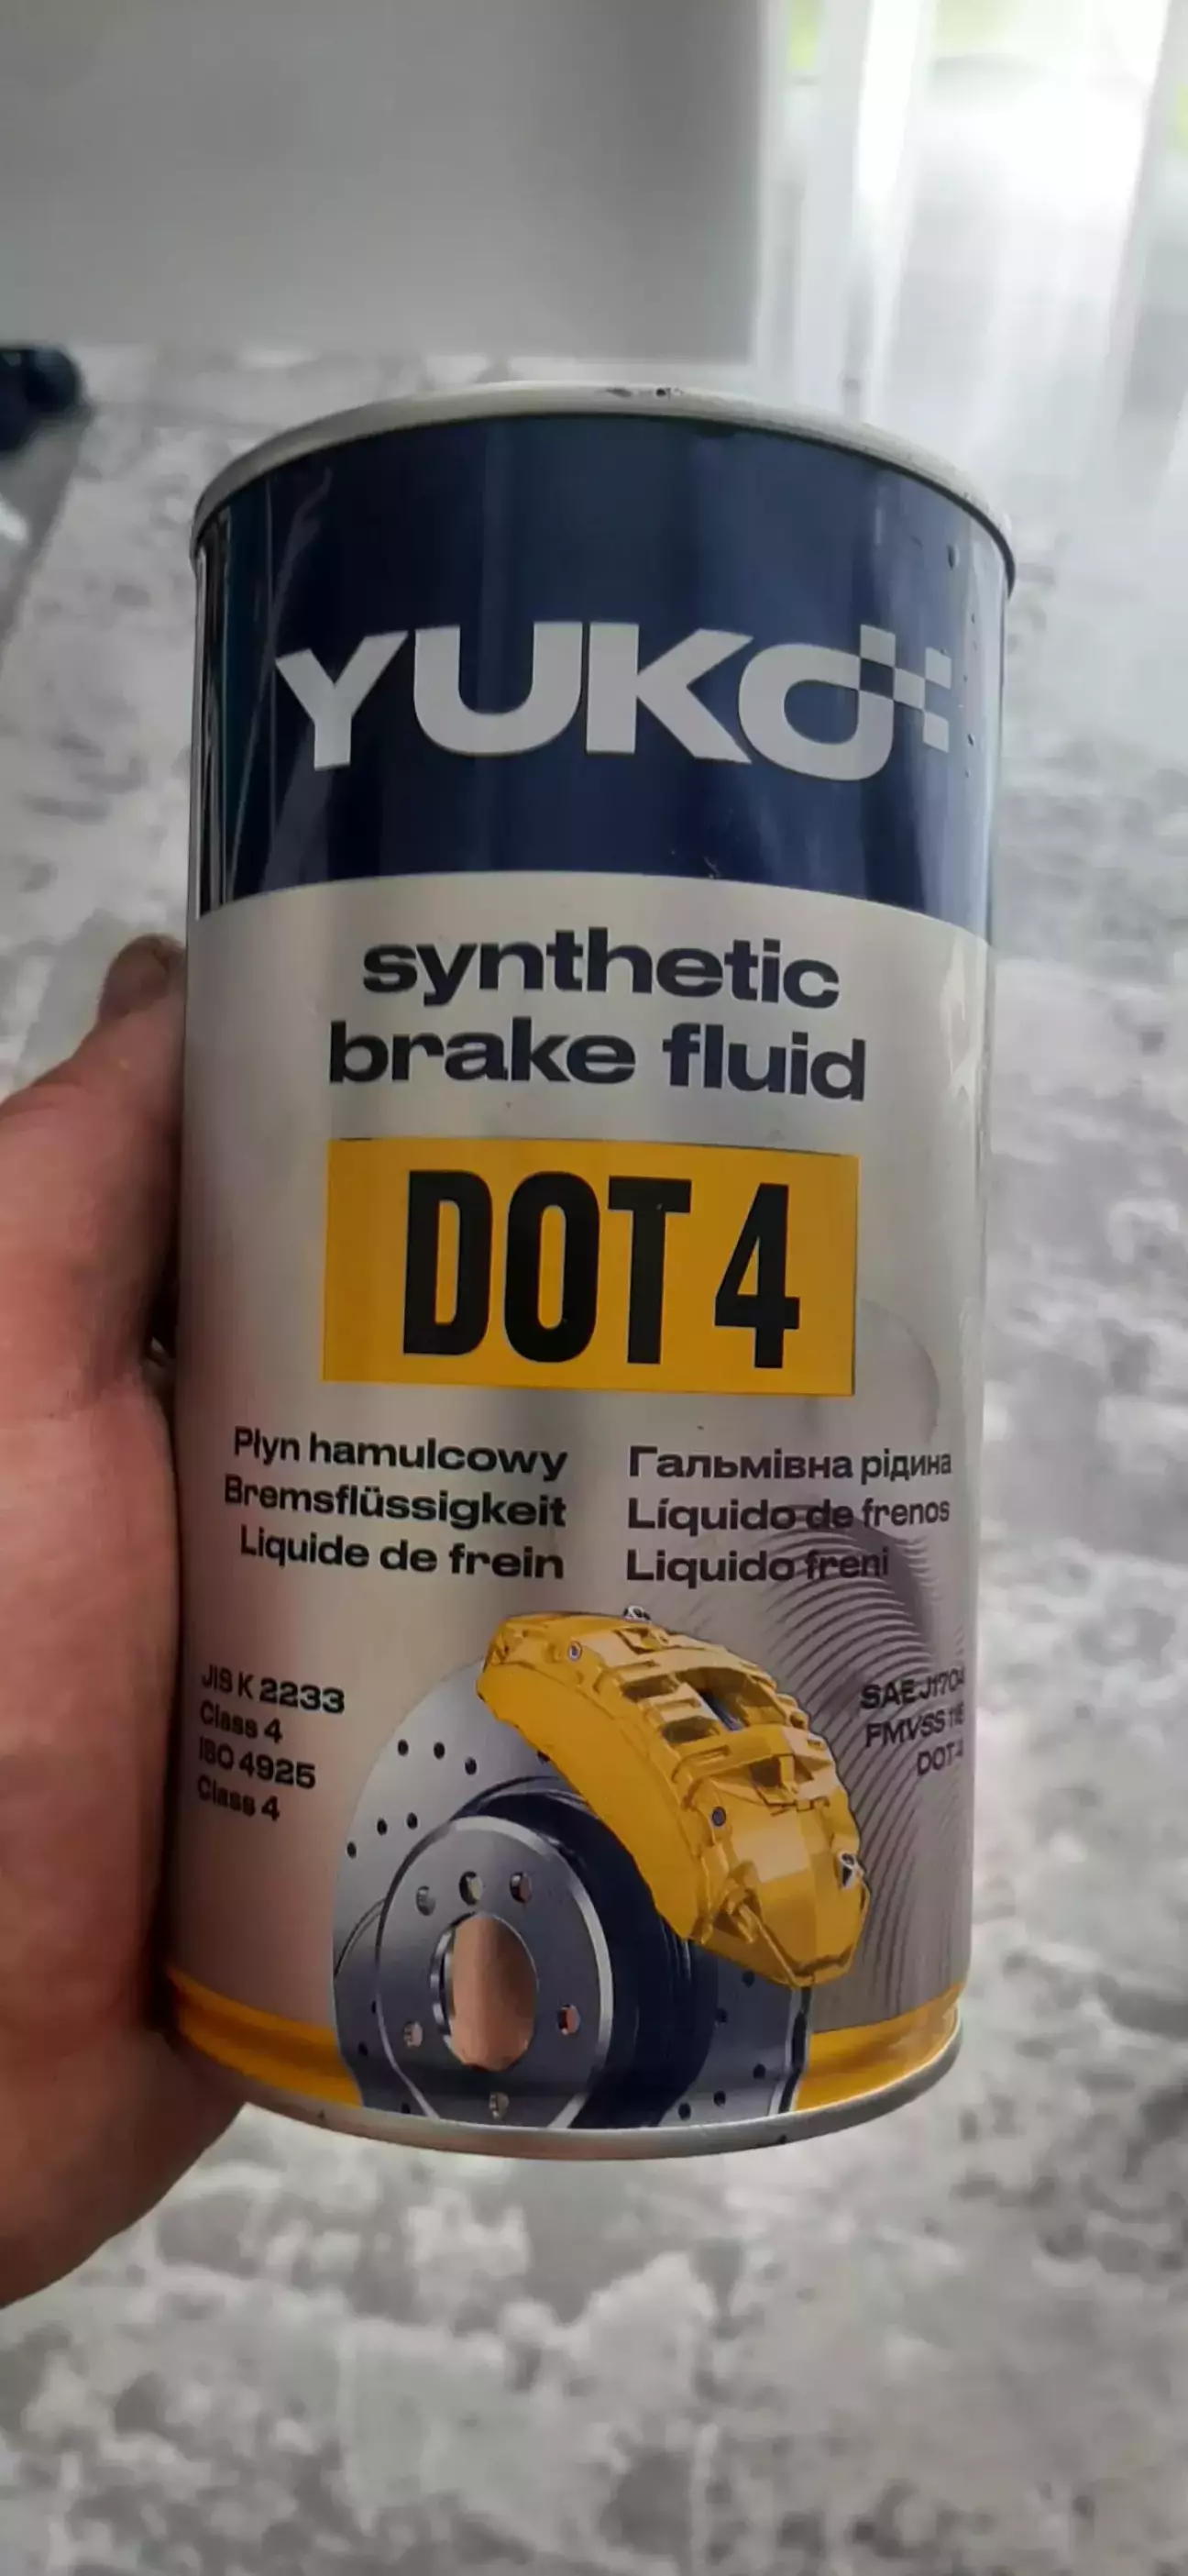 YUKO
synthetic
brake fluid
DOT 4
Płyn hamulcowy
Bremsflüssigkeit
Liquide de frein
Гальмівна рідина
Líquido de frenos
Liquido freni
JIS K 2233
Class 4
ISO 4925
Class 4
SAE J1704
FMVSS 116
DOT 4